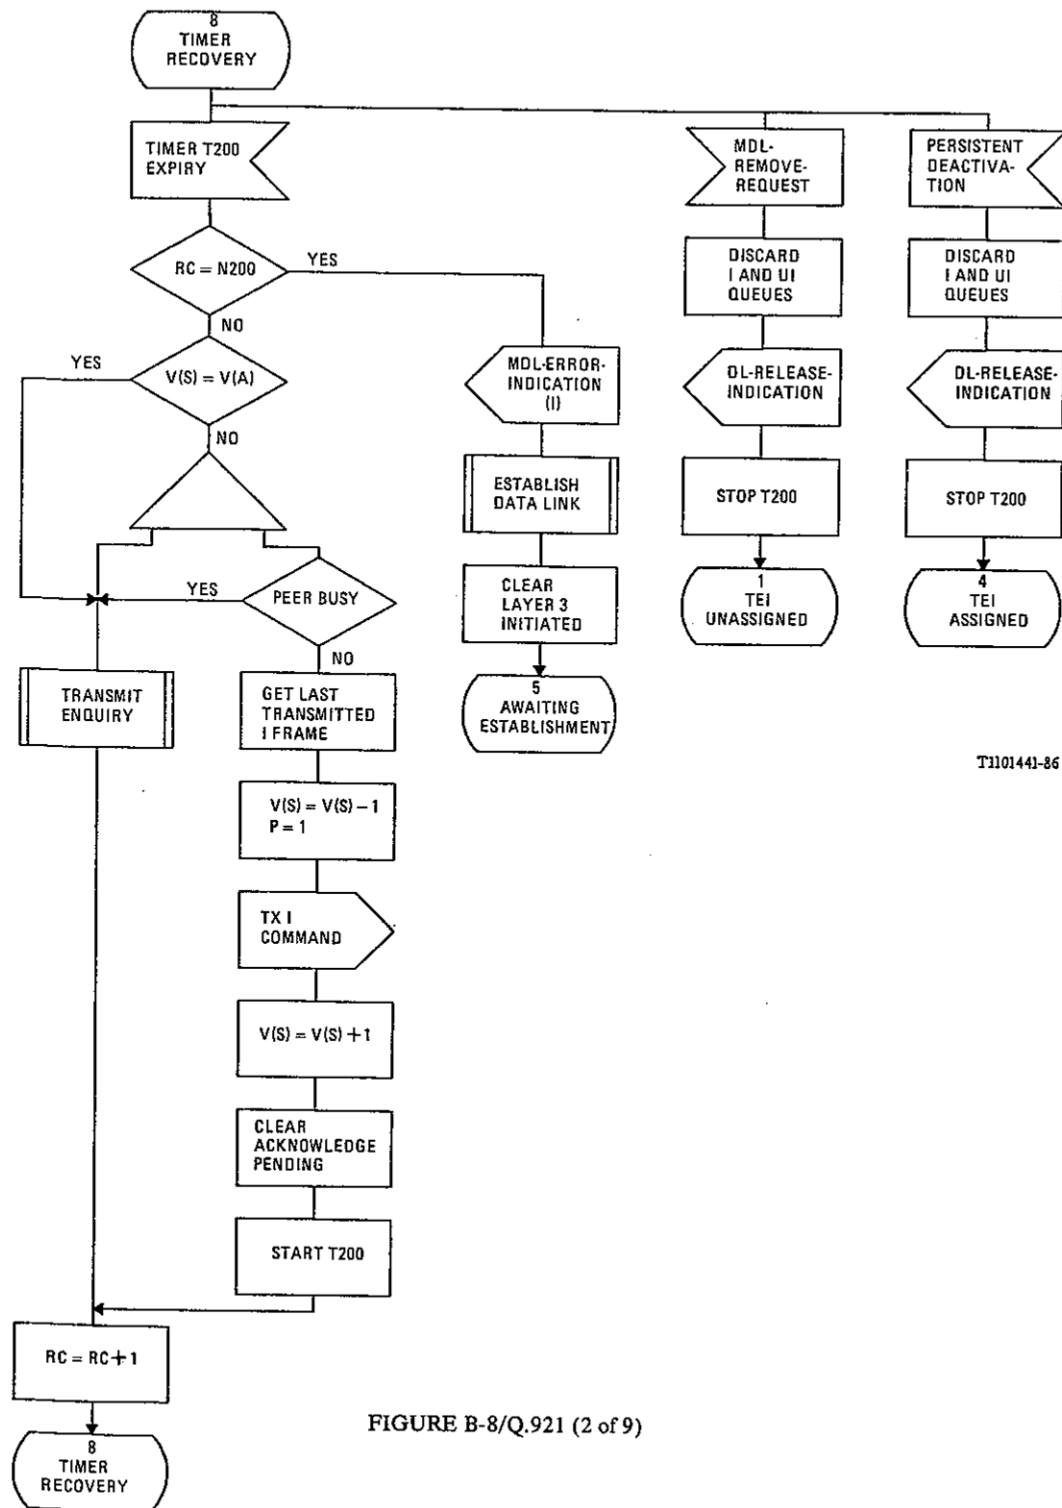 8
TIMER
RECOVERY
TIMER T200
EXPIRY
RC = N200
YES
NO
YES
V(S) = V(A)
NO
YES
PEER BUSY
NO
TRANSMIT
ENQUIRY
GET LAST
TRANSMITTED
I FRAME
V(S) = V(S) – 1
P = 1
TX I
COMMAND
V(S) = V(S) + 1
CLEAR
ACKNOWLEDGE
PENDING
START T200
RC = RC + 1
8
TIMER
RECOVERY
MDL-ERROR-
INDICATION
(I)
ESTABLISH
DATA LINK
CLEAR
LAYER 3
INITIATED
5
AWAITING
ESTABLISHMENT
MDL-
REMOVE-
REQUEST
DISCARD
I AND UI
QUEUES
DL-RELEASE-
INDICATION
STOP T200
1
TEI
UNASSIGNED
PERSISTENT
DEACTIVA-
TION
DISCARD
I AND UI
QUEUES
DL-RELEASE-
INDICATION
STOP T200
4
TEI
ASSIGNED
T1101441-86
FIGURE B-8/Q.921 (2 of 9)